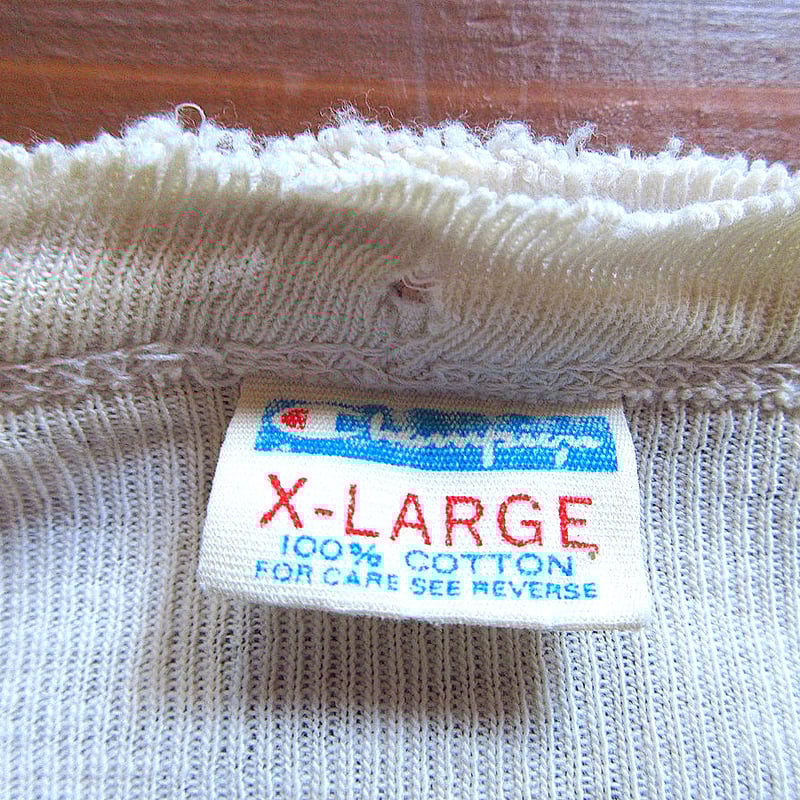 Champion
X-LARGE
100% COTTON
FOR CARE SEE REVERSE